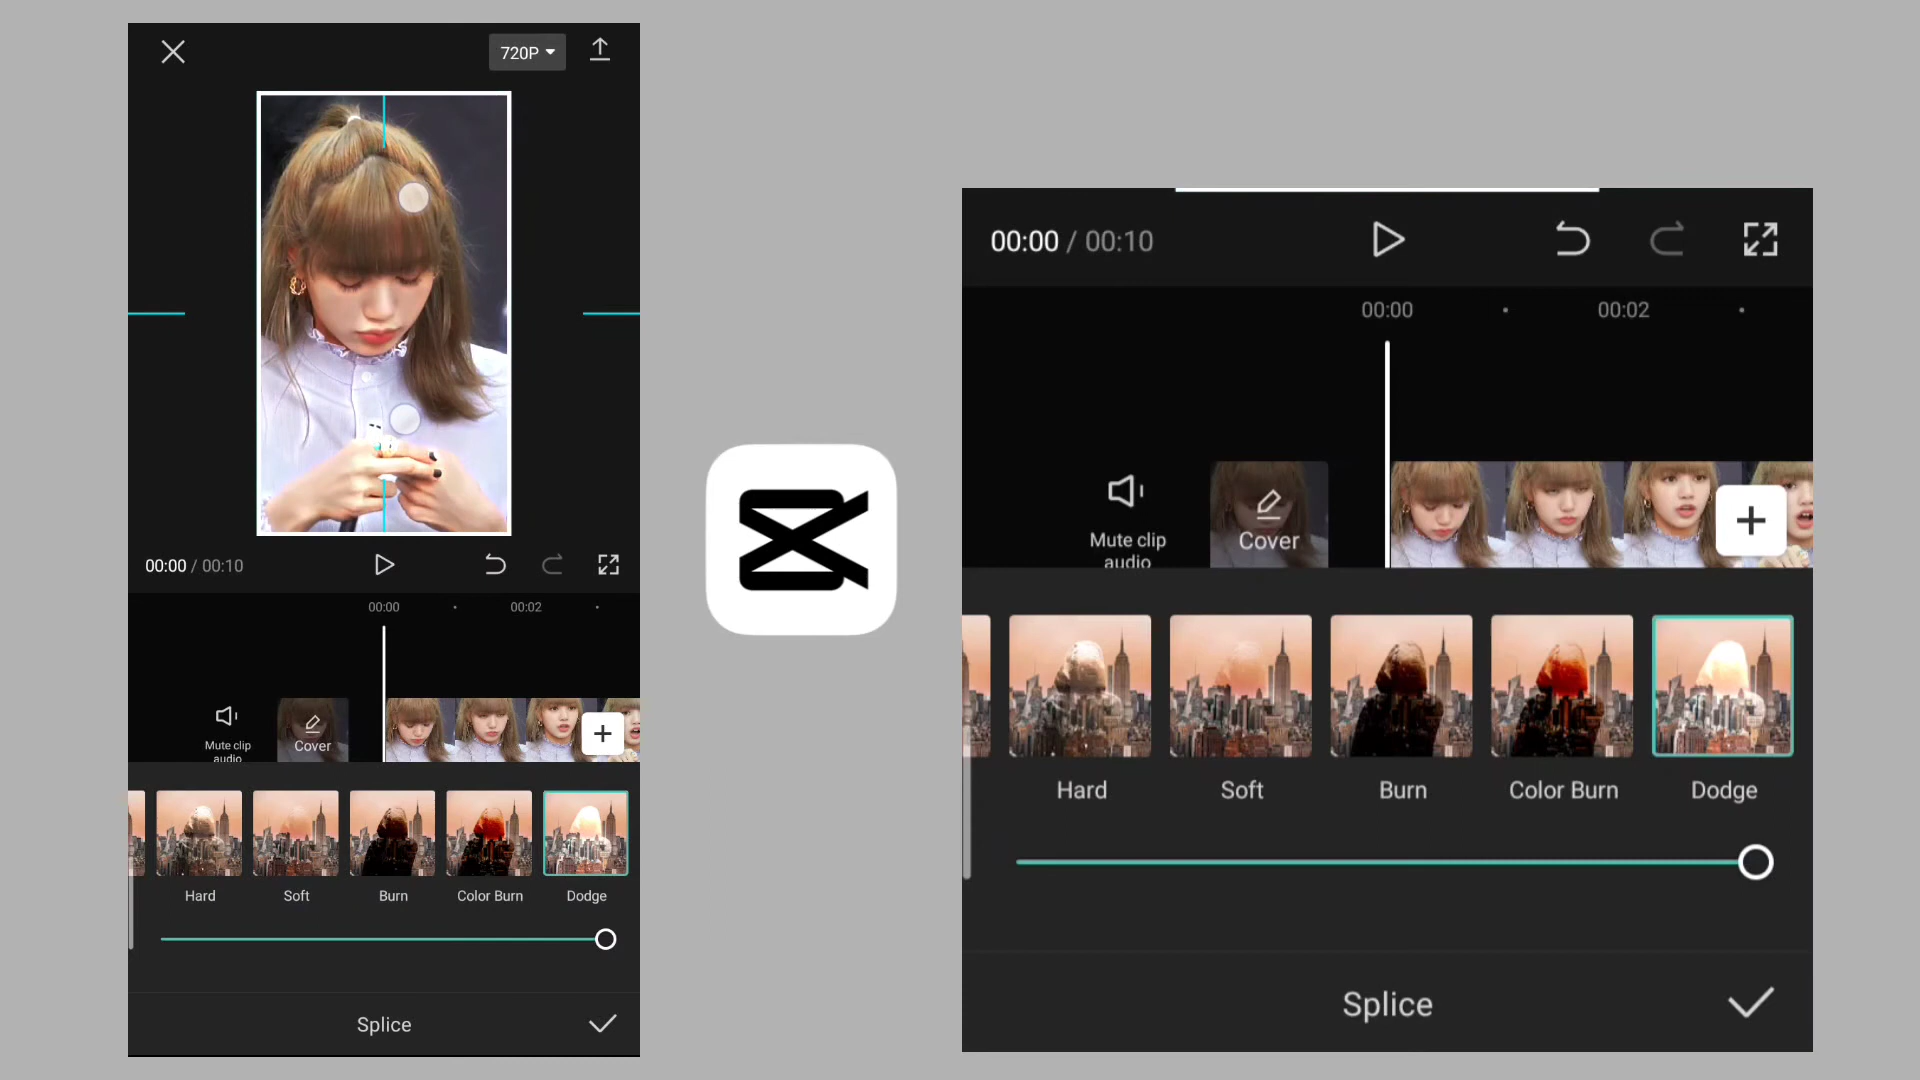 720P
00:00 / 00:10
00:00
00:02
Mute clip
audio
Cover
Hard
Soft
Burn
Color Burn
Dodge
Splice
00:00 / 00:10
00:00
00:02
Mute clip
audio
Cover
Hard
Soft
Burn
Color Burn
Dodge
Splice